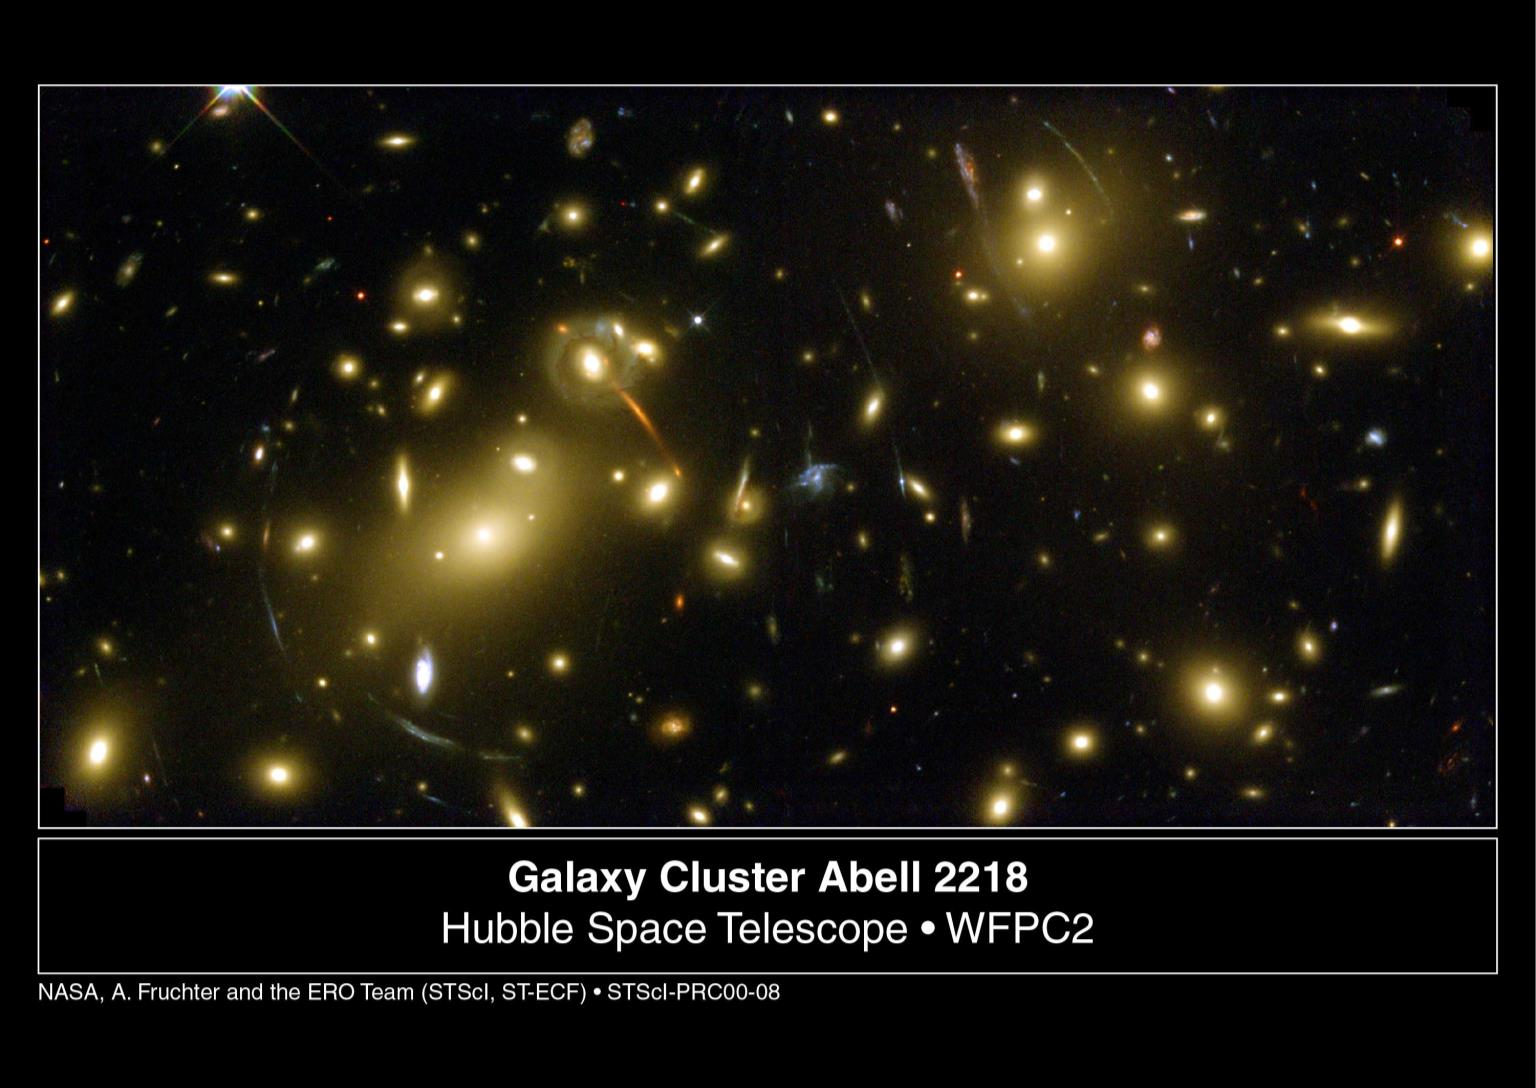 Galaxy Cluster Abell 2218
Hubble Space Telescope • WFPC2
NASA, A. Fruchter and the ERO Team (STScI, ST-ECF) • STScI-PRC00-08